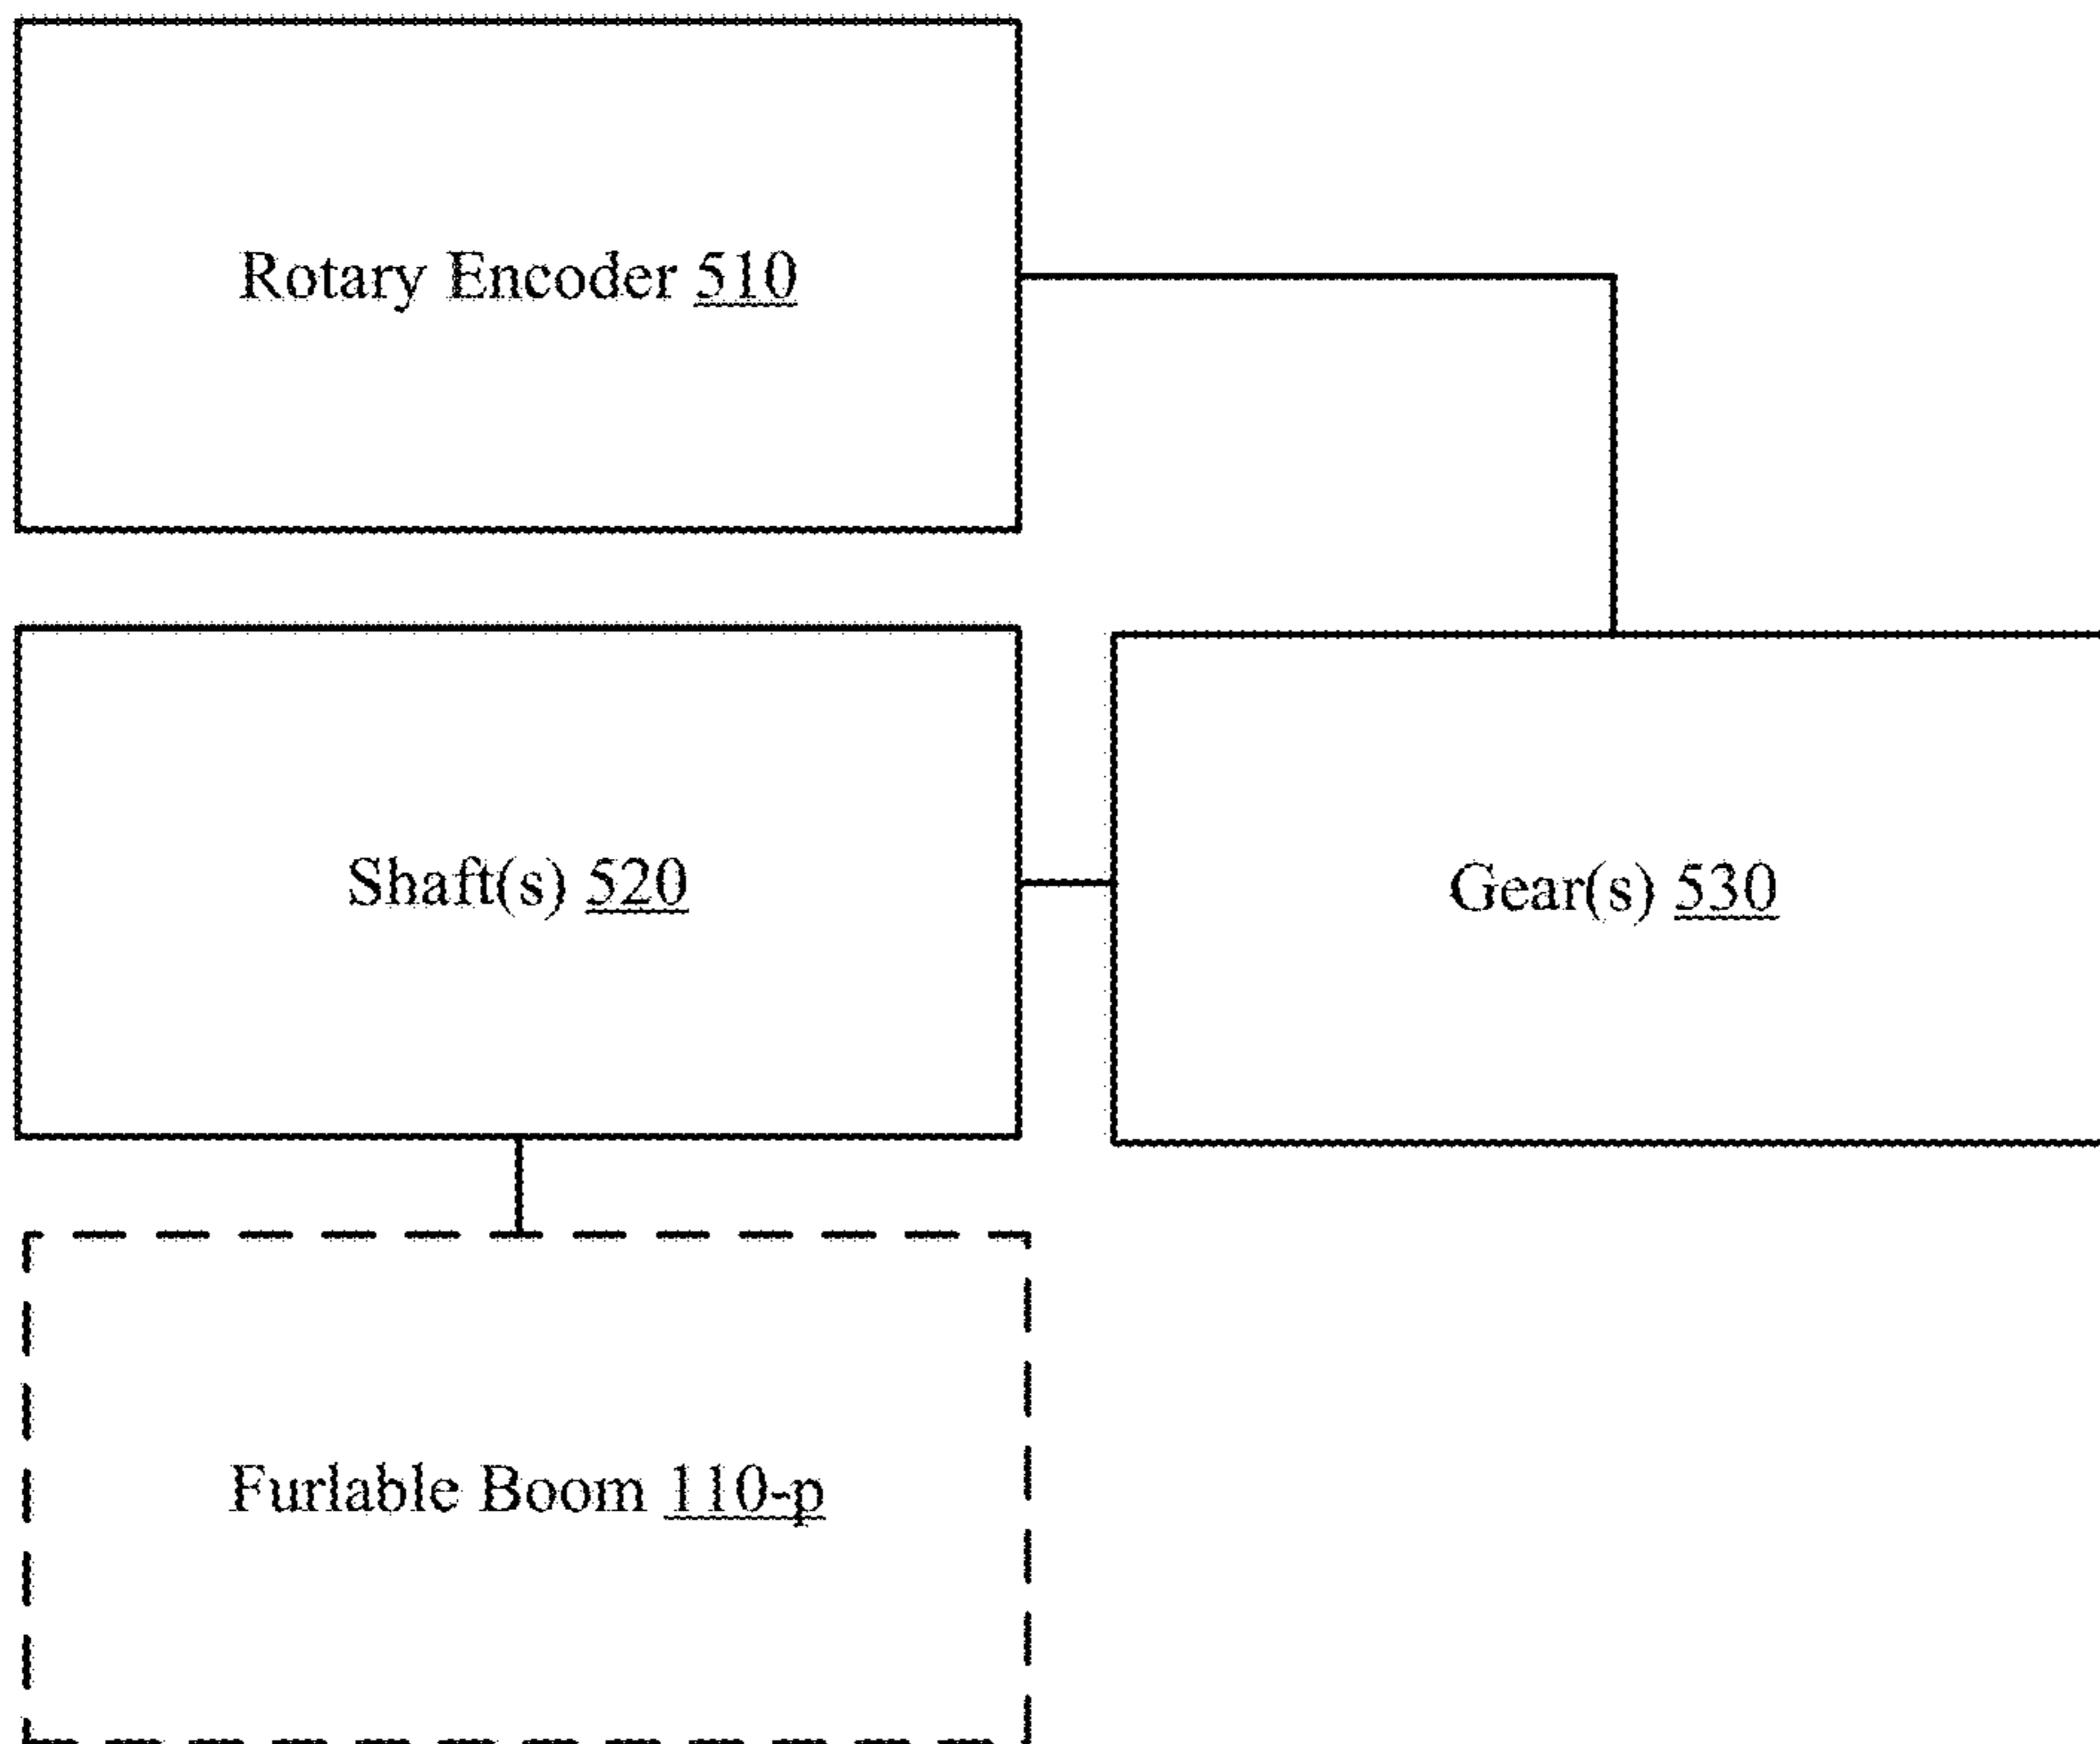 Rotary Encoder 510
Shaft(s) 520
Gear(s) 530
Furlable Boom 110-p